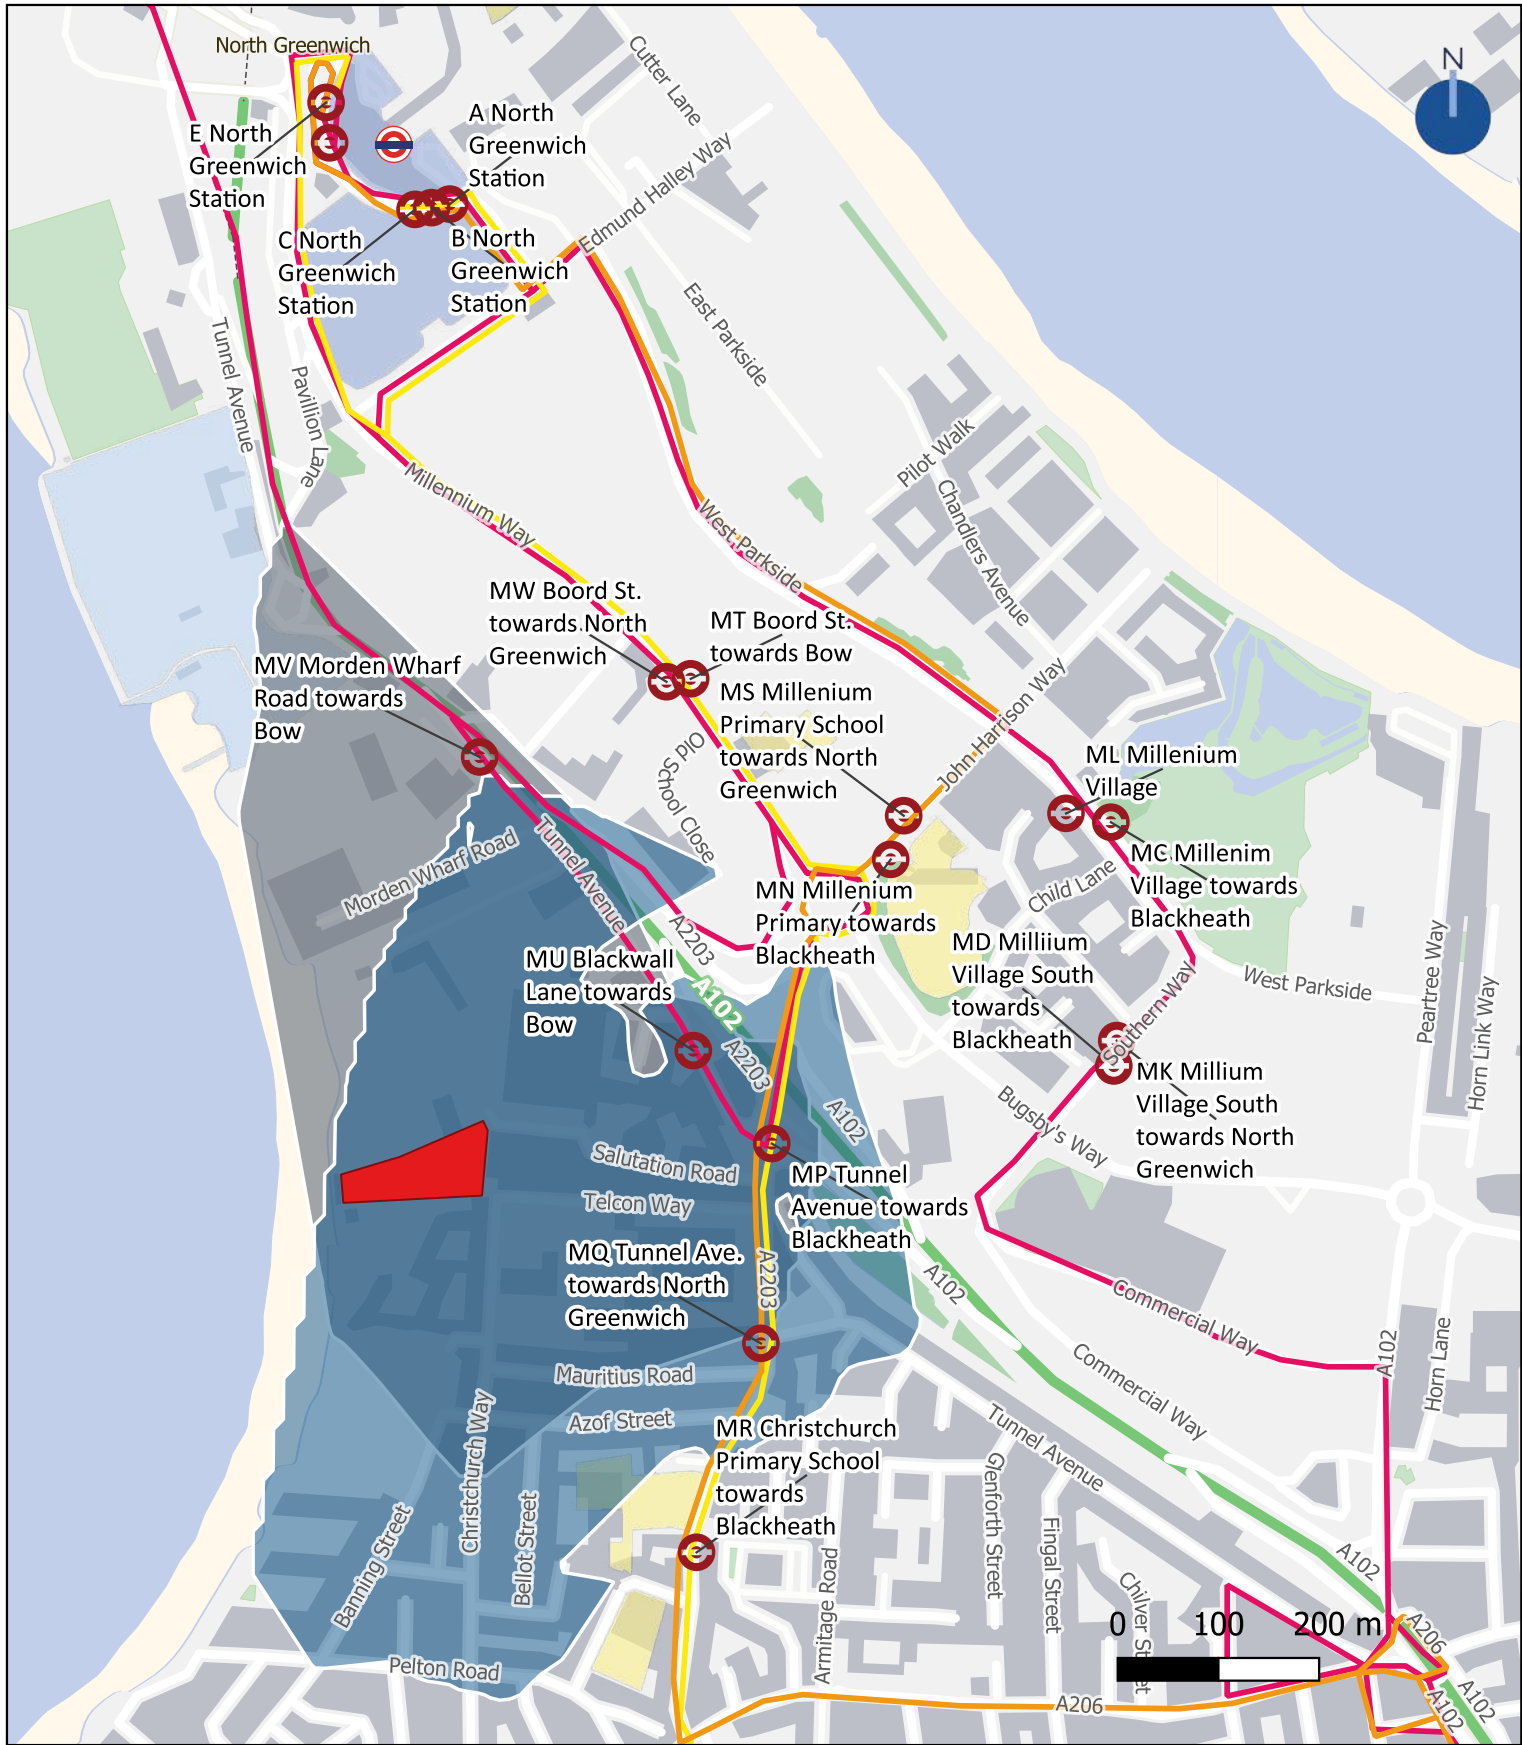 North Greenwich
N
Cutter Lane
A North
Greenwich
Station
E North
Greenwich
Station
Edmund Halley Way
C North
Greenwich
Station
B North
Greenwich
Station
East Parkside
Tunnel Avenue
Pavillion Lane
Pilot Walk
Millennium Way
Chandlers Avenue
West Parkside
MW Boord St.
towards North
Greenwich
MT Boord St.
towards Bow
MV Morden Wharf
Road towards
Bow
MS Millenium
Primary School
towards North
Greenwich
John Harrison Way
Old School Close
ML Millenium
Village
MC Millenim
Village towards
Blackheath
Morden Wharf Road
Tunnel Avenue
Child Lane
MN Millenium
Primary towards
Blackheath
A2203
MD Milliium
Village South
towards
Blackheath
MU Blackwall
Lane towards
Bow
A102
Southern Way
West Parkside
Peartree Way
Horn Link Way
A2203
A102
Bugsby's Way
MK Millium
Village South
towards North
Greenwich
Salutation Road
Telcon Way
MP Tunnel
Avenue towards
Blackheath
MQ Tunnel Ave.
towards North
Greenwich
A2203
A102
Commercial Way
A102
Horn Lane
Mauritius Road
Azof Street
Commercial Way
Christchurch Way
MR Christchurch
Primary School
towards
Blackheath
Tunnel Avenue
Glenforth Street
Fingal Street
Banning Street
Bellot Street
Armitage Road
Chilver Street
A102
0 100 200 m
A206
Pelton Road
A206
A102
A102